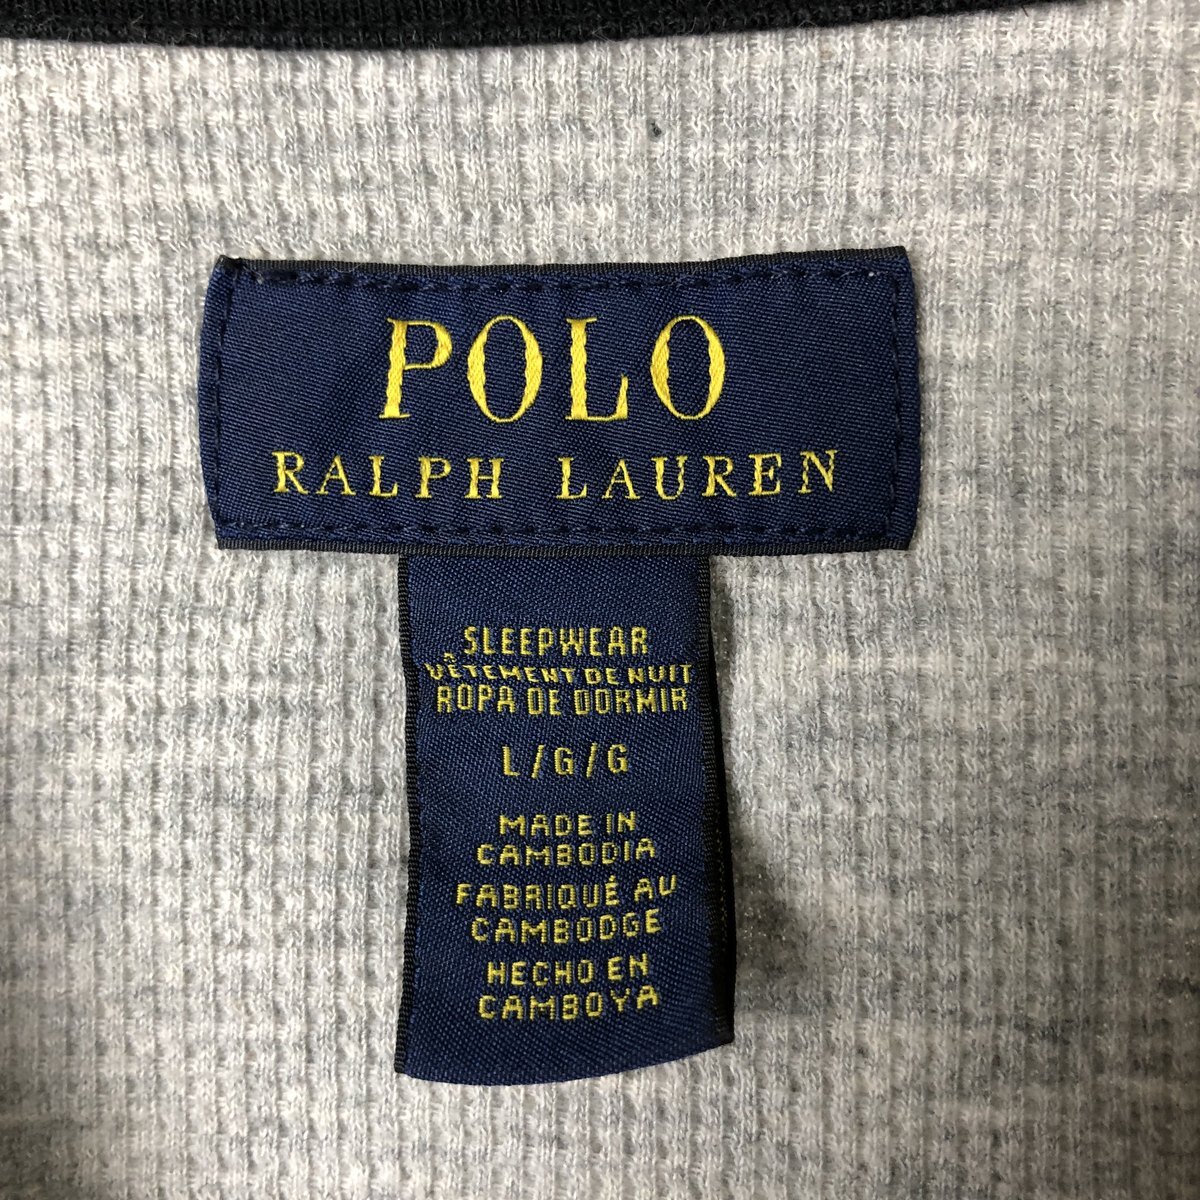 POLO
RALPH LAUREN
SLEEPWEAR
VÊTEMENT DE NUIT
ROPA DE DORMIR
L/G/G
MADE IN
CAMBODIA
FABRIQUÉ AU
CAMBODGE
HECHO EN
CAMBOYA